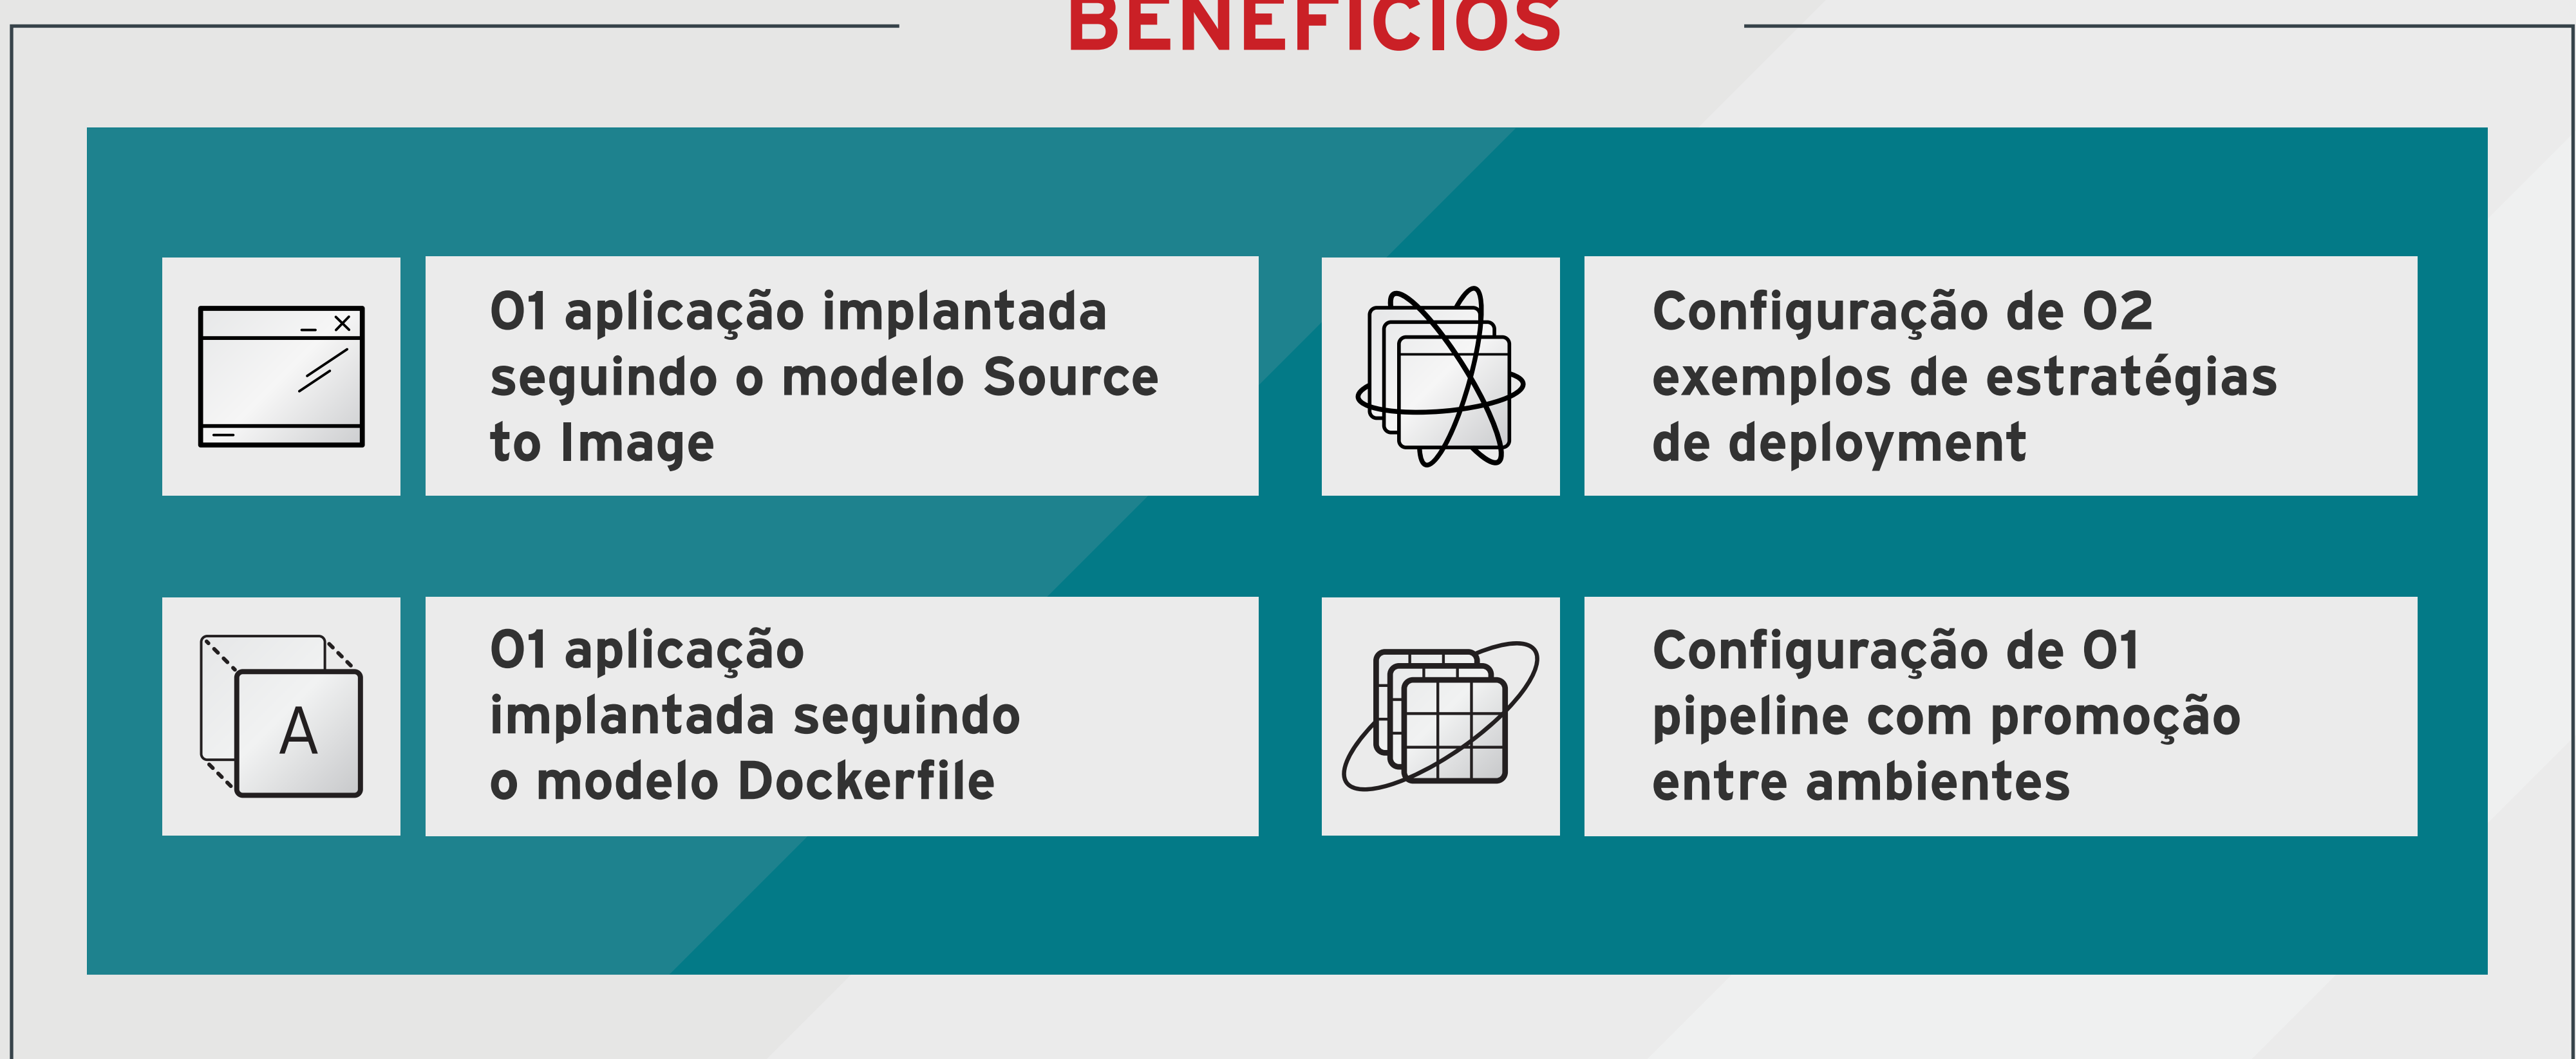 BENEFÍCIOS
01 aplicação implantada
seguindo o modelo Source
to Image
Configuração de 02
exemplos de estratégias
de deployment
A
01 aplicação
implantada seguindo
o modelo Dockerfile
Configuração de 01
pipeline com promoção
entre ambientes